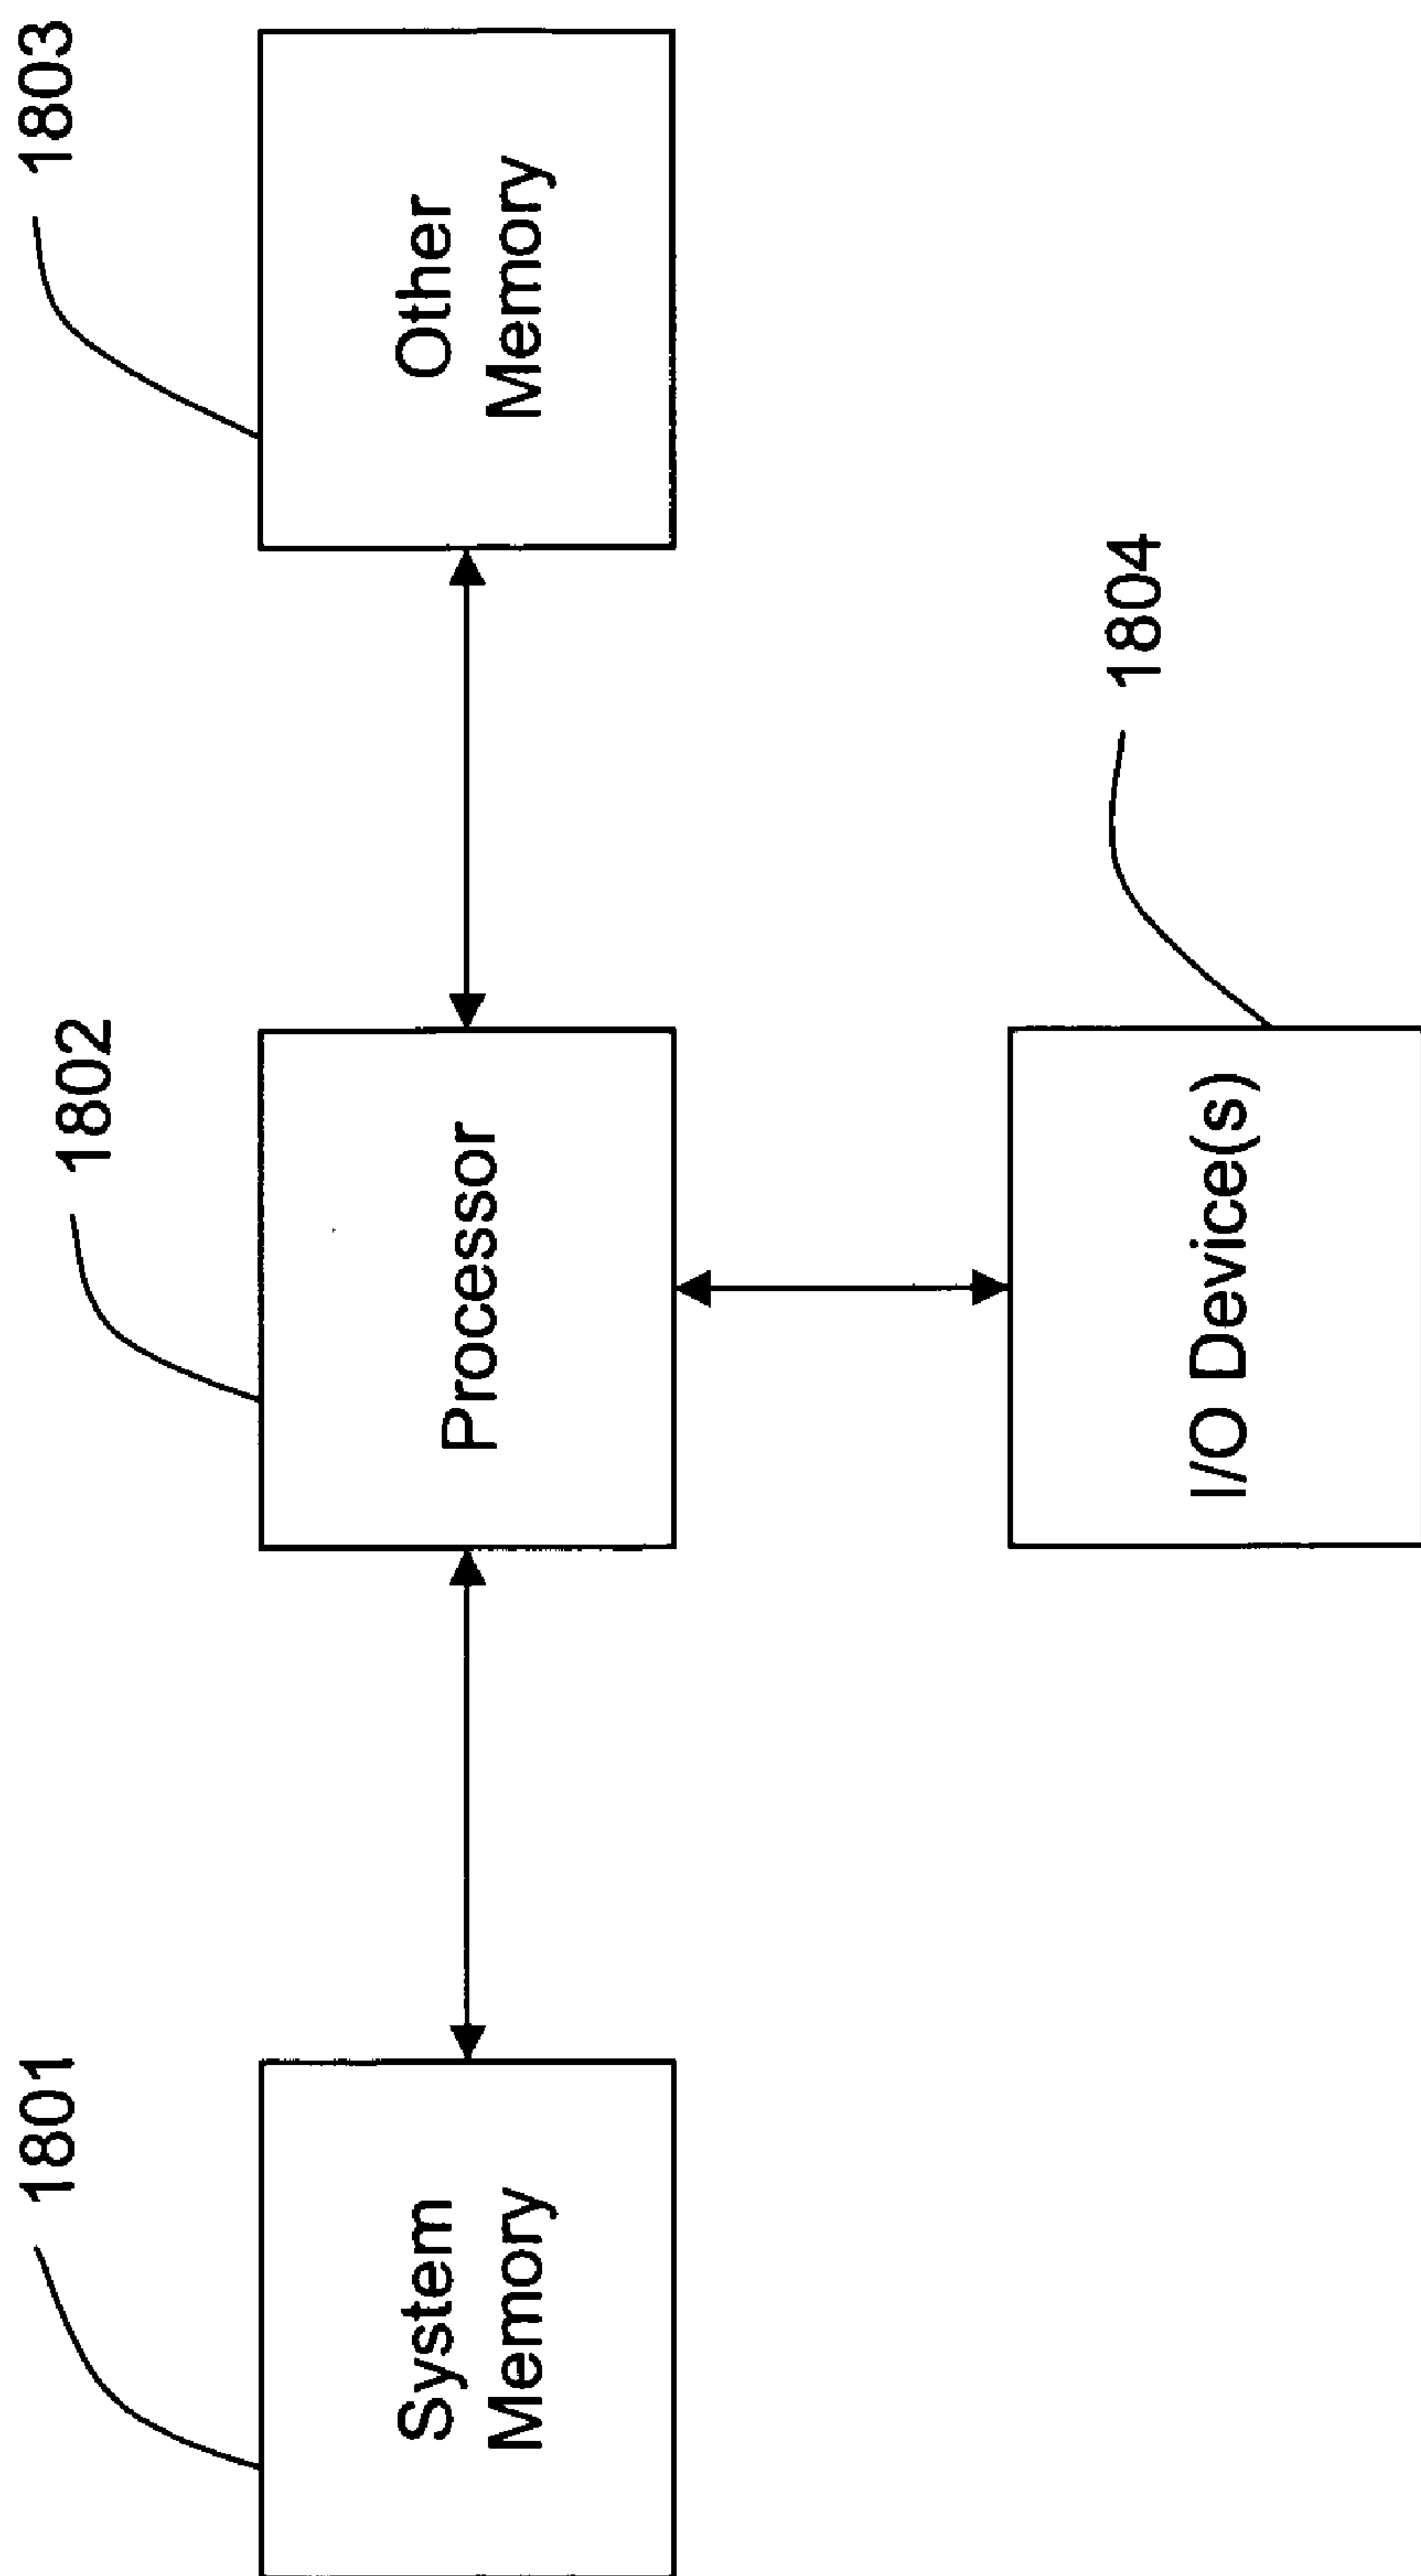 1801
1802
1803
System
Memory
Processor
Other
Memory
1804
I/O Device(s)